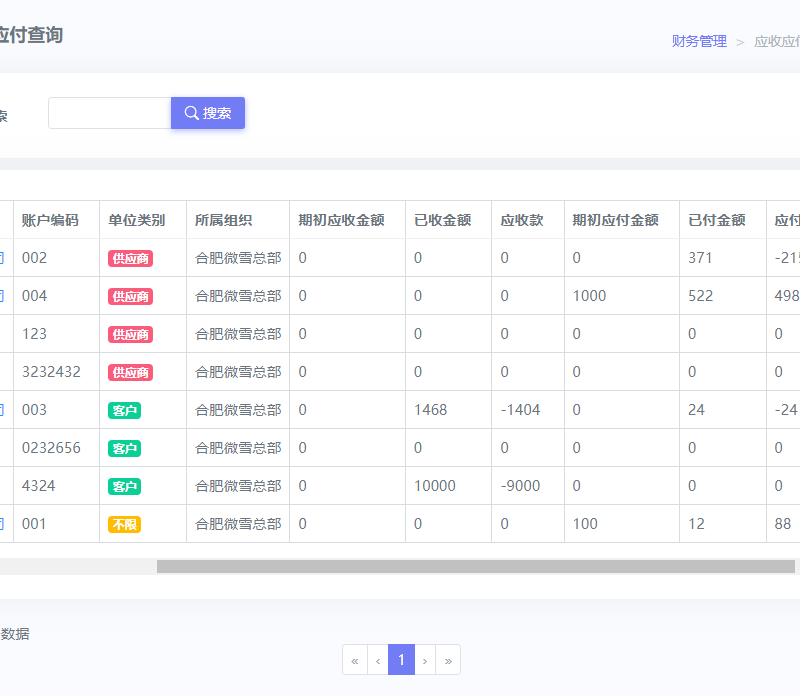 应付查询
财务管理 > 应收应付
索
搜索
账户编码 单位类别 所属组织 期初应收金额 已收金额 应收款 期初应付金额 已付金额 应付
002 供应商 合肥微雪总部 0 0 0 0 371 -215
004 供应商 合肥微雪总部 0 0 0 1000 522 498
123 供应商 合肥微雪总部 0 0 0 0 0 0
3232432 供应商 合肥微雪总部 0 0 0 0 0 0
003 客户 合肥微雪总部 0 1468 -1404 0 24 -24
0232656 客户 合肥微雪总部 0 0 0 0 0 0
4324 客户 合肥微雪总部 0 10000 -9000 0 0 0
001 不限 合肥微雪总部 0 0 0 100 12 88
数据
« ‹ 1 › »